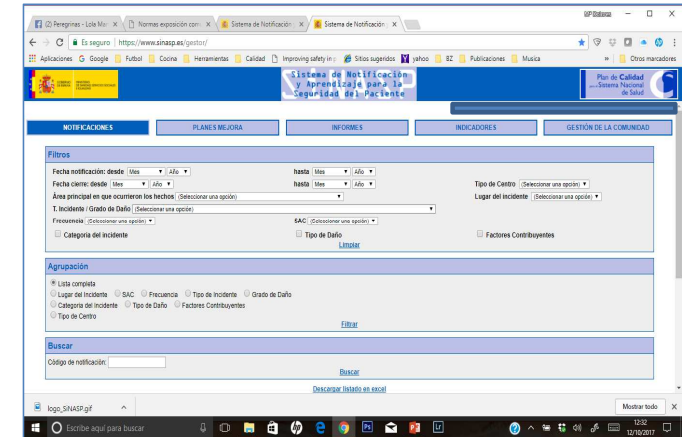 MP Baltanas
(2) Peregrinas - Lola Mar
Normas exposición comu
Sistema de Notificación
Sistema de Notificación
Es seguro | https://www.sinasp.es/gestor/
Aplicaciones G Google Futbol Cocina Herramientas Calidad Improving safety in p Sitios sugeridos yahoo BZ Publicaciones Musica » Otros marcadores
Sistema de Notificación
y Aprendizaje para la
Seguridad del Paciente
Plan de Calidad
Sistema Nacional
de Salud
NOTIFICACIONES PLANES MEJORA INFORMES INDICADORES GESTIÓN DE LA COMUNIDAD
Filtros
Fecha notificación: desde Mes Año hasta Mes Año
Fecha cierre: desde Mes Año hasta Mes Año Tipo de Centro (Seleccionar una opción)
Área principal en que ocurrieron los hechos (Seleccionar una opción) Lugar del incidente (Seleccionar una opción)
T. Incidente / Grado de Daño (Seleccionar una opción)
Frecuencia (Seleccionar una opción) SAC (Seleccionar una opción)
Categoria del incidente Tipo de Daño Factores Contribuyentes
Limpiar
Agrupación
Lista completa
Lugar del Incidente SAC Frecuencia Tipo de Incidente Grado de Daño
Categoria del Incidente Tipo de Daño Factores Contribuyentes
Tipo de Centro
Filtrar
Buscar
Código de notificación:
Buscar
Descargar listado en excel
logo_SiNASP.gif
Mostrar todo
Escribe aquí para buscar
12:32
12/10/2017